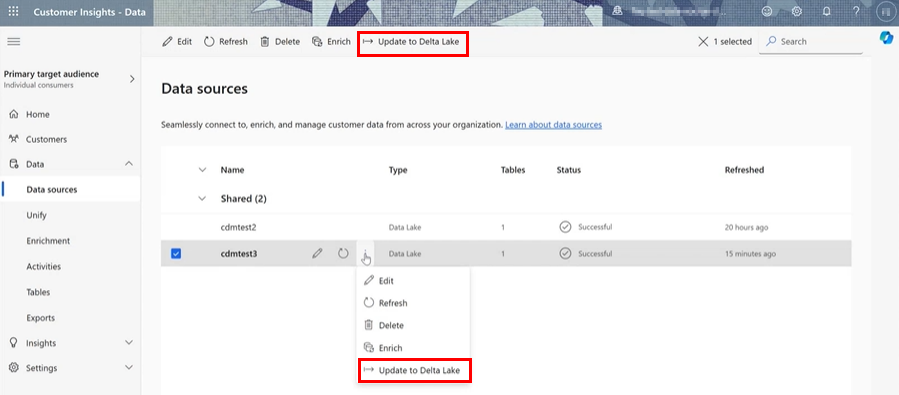 Customer Insights - Data
?
Edit Refresh Delete Enrich Update to Delta Lake 1 selected Search
Primary target audience
Individual consumers
Home
Customers
Data
Data sources
Unify
Enrichment
Activities
Tables
Exports
Insights
Settings
Data sources
Seamlessly connect to, enrich, and manage customer data from across your organization. Learn about data sources
Name Type Tables Status Refreshed
Shared (2)
cdmtest2 Data Lake 1 Successful 20 hours ago
cdmtest3 Data Lake 1 Successful 15 minutes ago
Edit
Refresh
Delete
Enrich
Update to Delta Lake